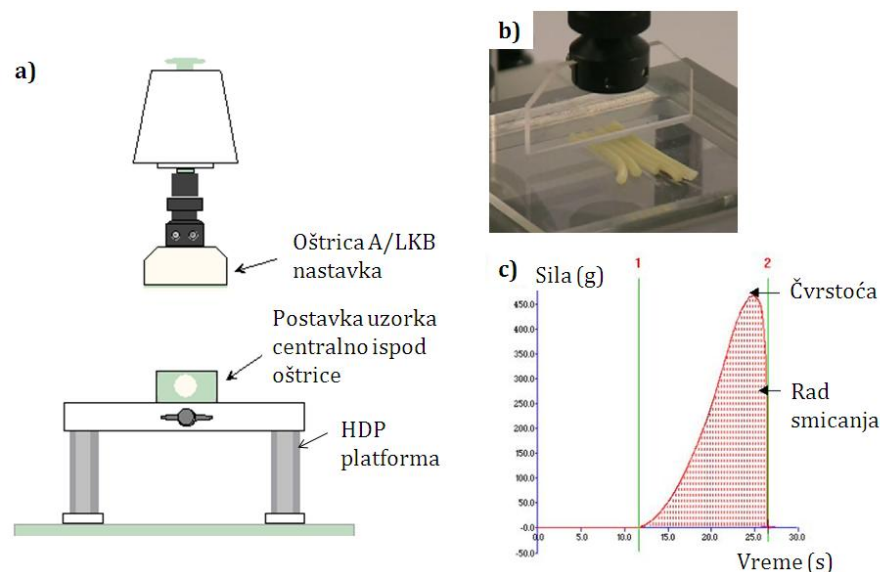 a)
Oštrica A/LKB
nastavka
Postavka uzorka
centralno ispod
oštrice
HDP
platforma
b)
c)
Sila (g)
1
2
Čvrstoća
Rad
smicanja
450.0
400.0
350.0
300.0
250.0
200.0
150.0
100.0
50.0
-0.0
-50.0
0.0
5.0
10.0
15.0
20.0
25.0
30.0
Vreme (s)